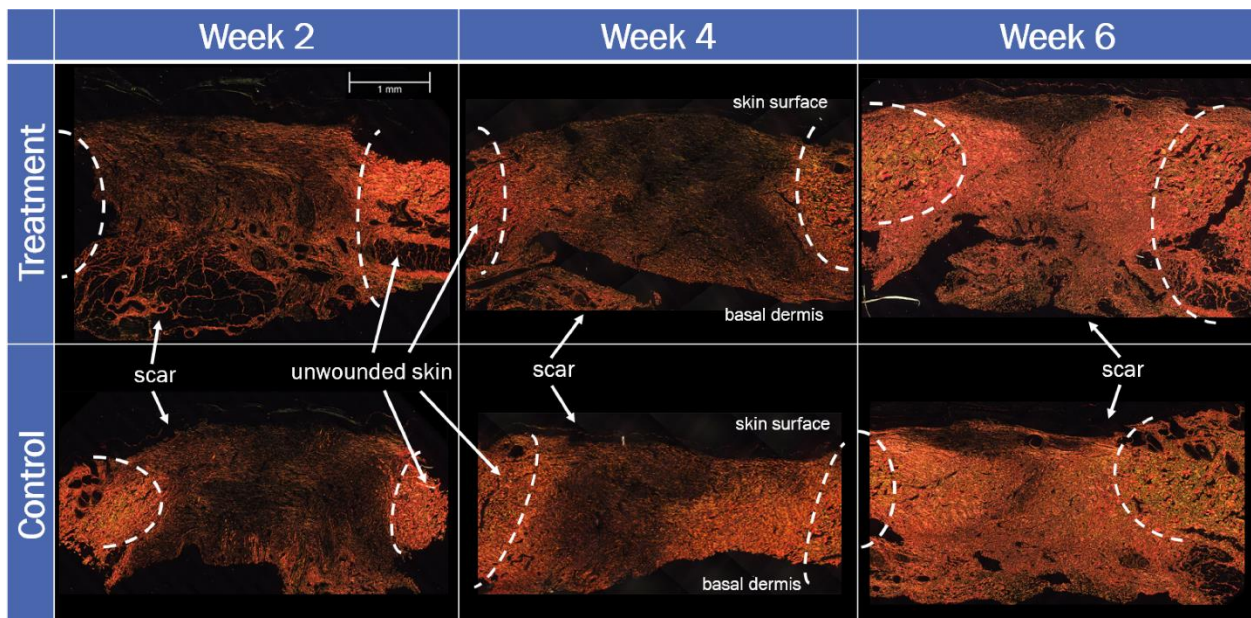 Week 2
Week 4
Week 6
Treatment
1 mm
skin surface
basal dermis
scar
unwounded skin
scar
scar
Control
skin surface
basal dermis